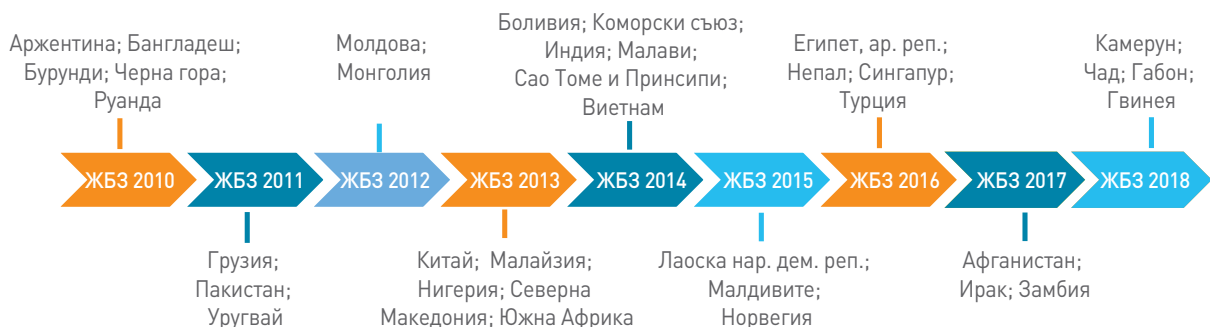 Аржентина; Бангладеш;
Бурунди; Черна гора;
Руанда
Молдова;
Монголия
Боливия; Коморски съюз;
Индия; Малави;
Сао Томе и Принсипи;
Виетнам
Египет, ар. реп.;
Непал; Сингапур;
Турция
Камерун;
Чад; Габон;
Гвинея
ЖБЗ 2010
ЖБЗ 2011
ЖБЗ 2012
ЖБЗ 2013
ЖБЗ 2014
ЖБЗ 2015
ЖБЗ 2016
ЖБЗ 2017
ЖБЗ 2018
Грузия;
Пакистан;
Уругвай
Китай; Малайзия;
Нигерия; Северна
Македония; Южна Африка
Лаоска нар. дем. реп.;
Малдивите;
Норвегия
Афганистан;
Ирак; Замбия